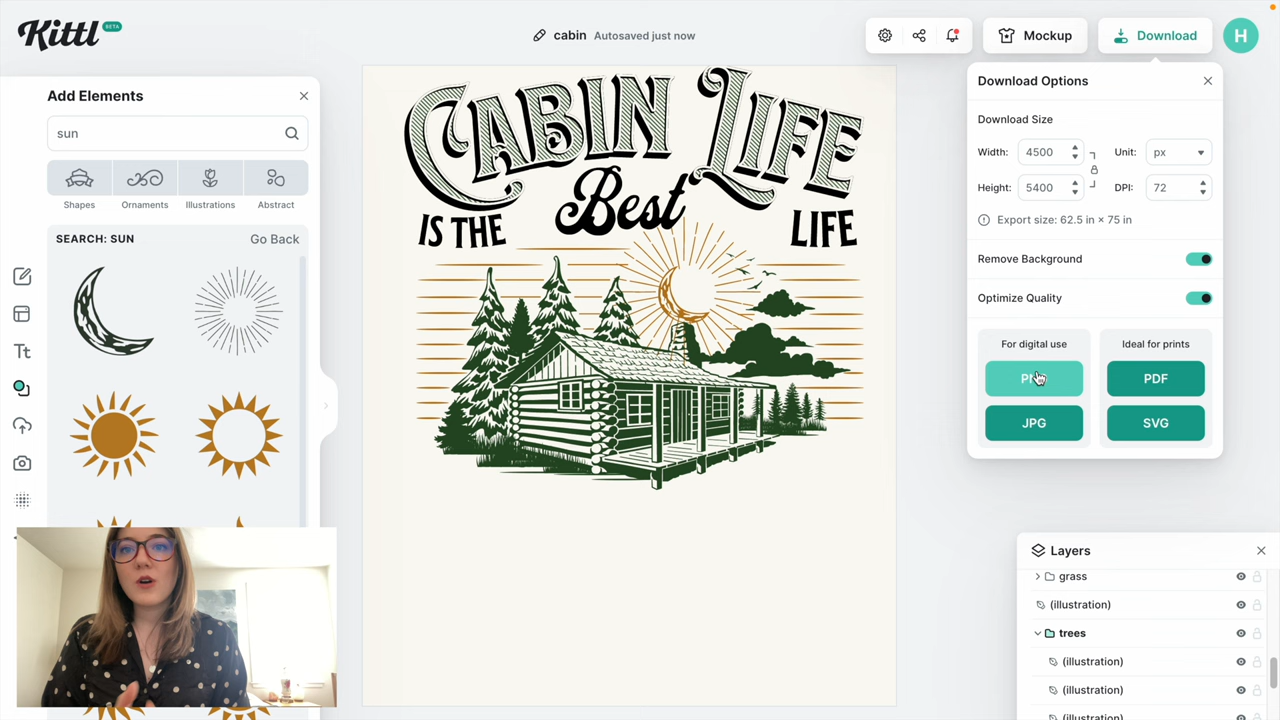 Kittl BETA
cabin Autosaved just now
Mockup
Download
H
Add Elements
sun
Shapes Ornaments Illustrations Abstract
SEARCH: SUN Go Back
Tt
CABIN LIFE
IS THE Best LIFE
Download Options
Download Size
Width: 4500 Unit: px
Height: 5400 DPI: 72
Export size: 62.5 in × 75 in
Remove Background
Optimize Quality
For digital use Ideal for prints
PDF
JPG SVG
Layers
grass
(illustration)
trees
(illustration)
(illustration)
(illustration)